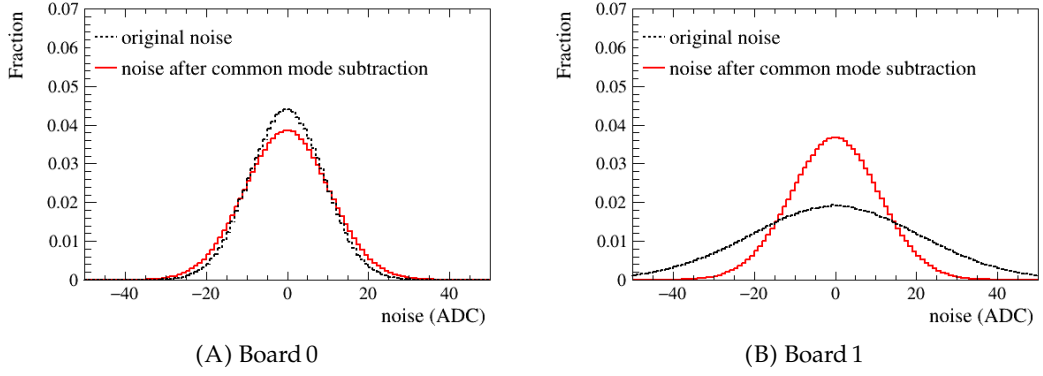 Fraction
0.07
0.06
0.05
0.04
0.03
0.02
0.01
0
original noise
noise after common mode subtraction
−40 −20 0 20 40
noise (ADC)
(A) Board 0
Fraction
0.07
0.06
0.05
0.04
0.03
0.02
0.01
0
original noise
noise after common mode subtraction
−40 −20 0 20 40
noise (ADC)
(B) Board 1